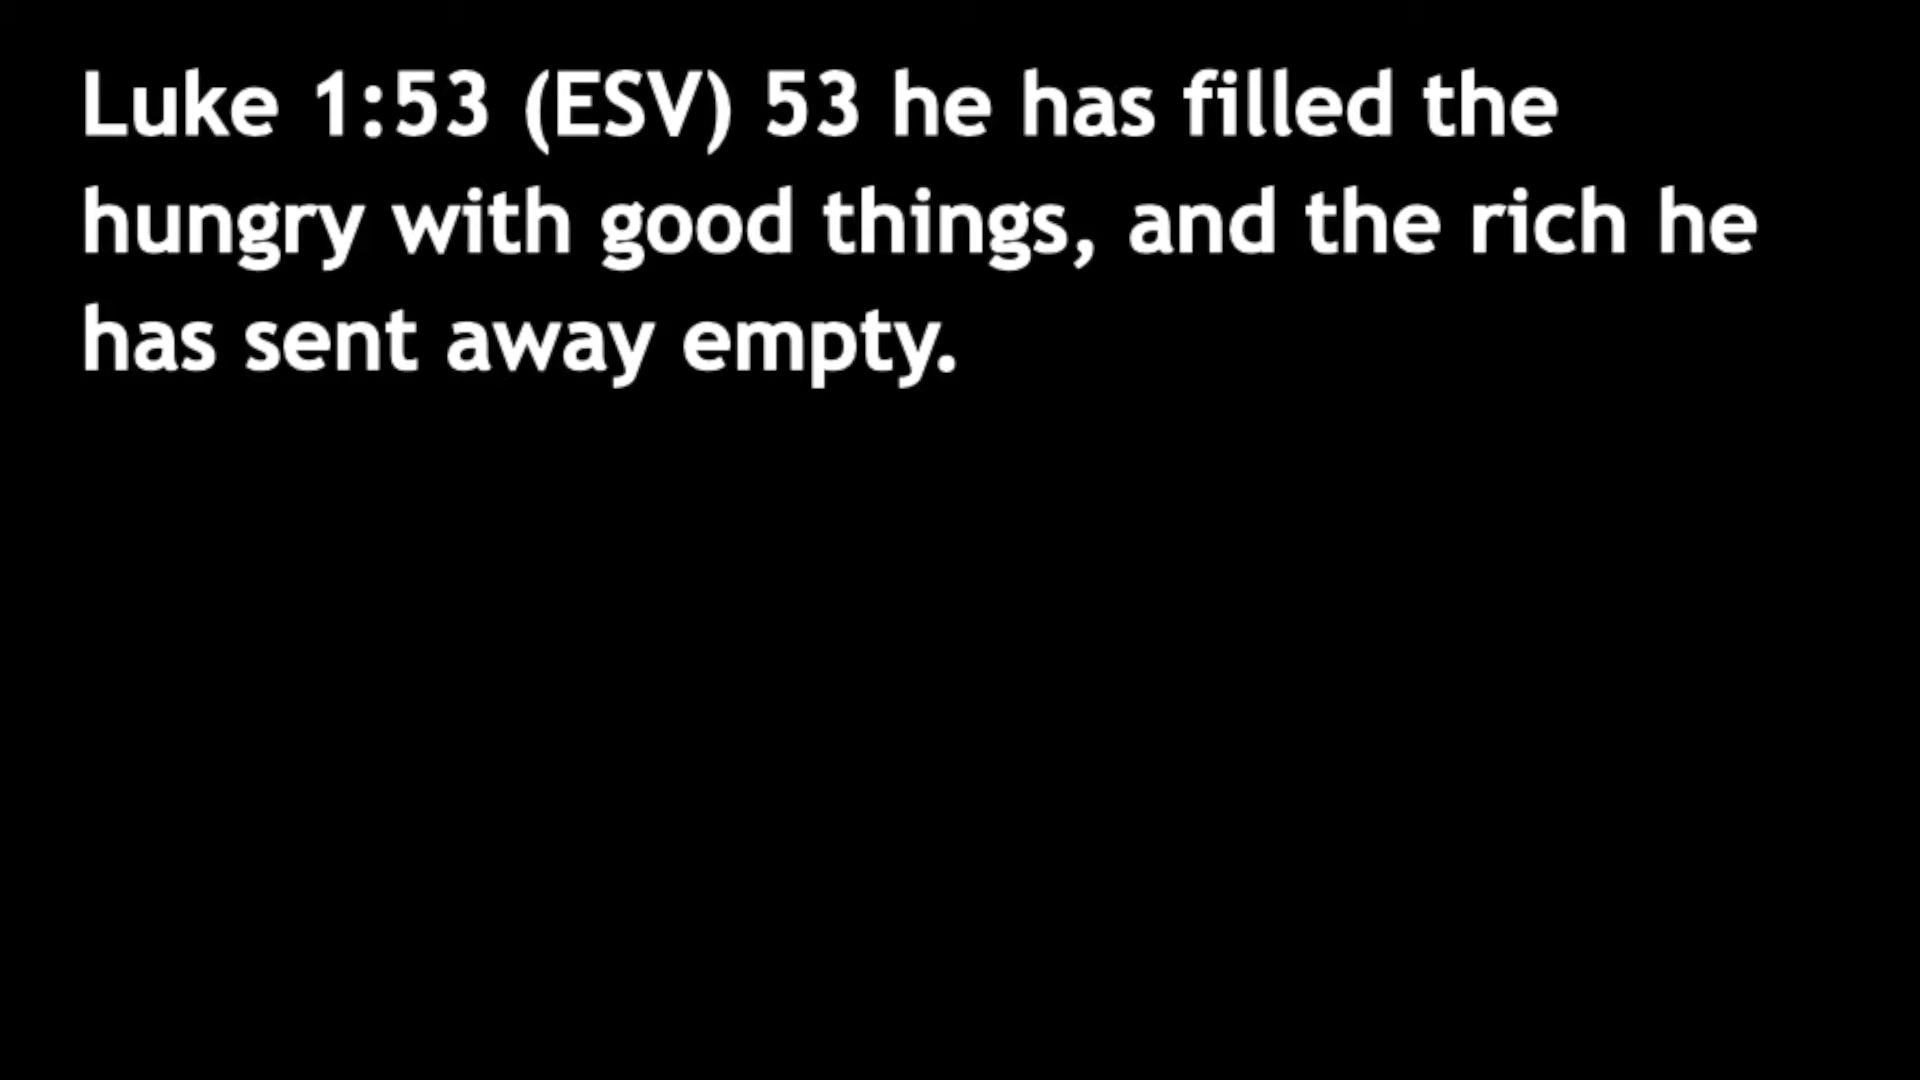 Luke 1:53 (ESV) 53 he has filled the
hungry with good things, and the rich he
has sent away empty.